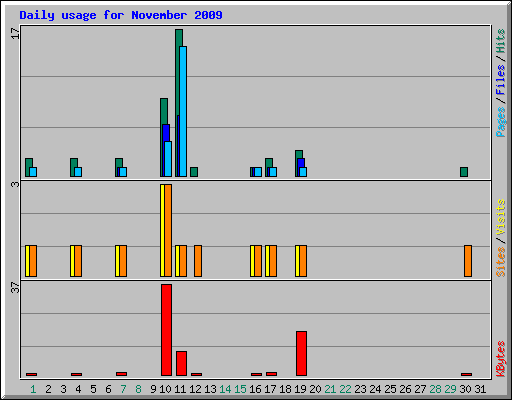 Daily usage for November 2009
17
Pages / Files / Hits
3
Sites / Visits
37
KBytes
1 2 3 4 5 6 7 8 9 10 11 12 13 14 15 16 17 18 19 20 21 22 23 24 25 26 27 28 29 30 31